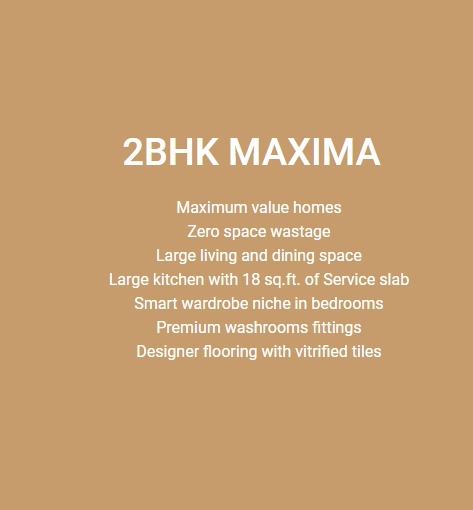 2BHK MAXIMA
Maximum value homes
Zero space wastage
Large living and dining space
Large kitchen with 18 sq.ft. of Service slab
Smart wardrobe niche in bedrooms
Premium washrooms fittings
Designer flooring with vitrified tiles